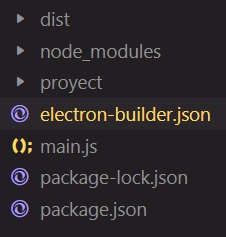 dist
node_modules
proyect
electron-builder.json
main.js
package-lock.json
package.json